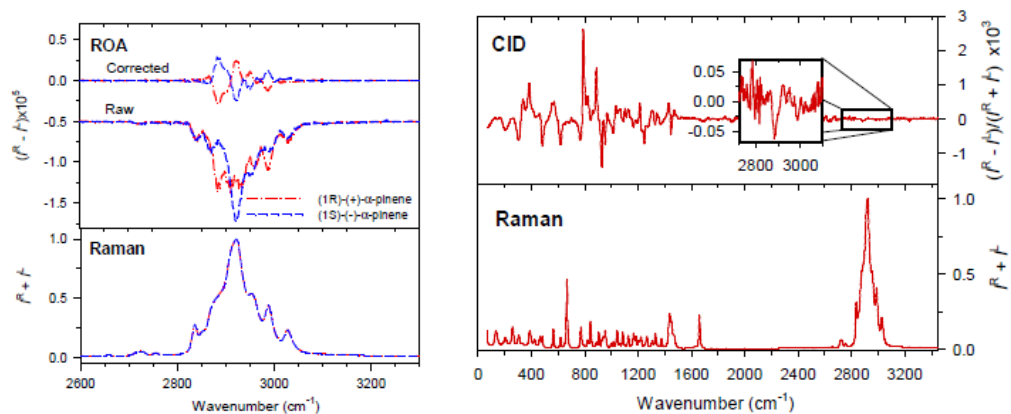 ROA
Corrected
Raw
(I^R - I^L)x10^5
0.5
0.0
-0.5
-1.0
-1.5
(1R)-(+)-α-pinene
(1S)-(-)-α-pinene
Raman
I^R + I^L
1.0
0.5
0.0
2600 2800 3000 3200
Wavenumber (cm⁻¹)
CID
3
2
1
0
-1
(I^R - I^L)/(I^R + I^L) x10^3
0.05
0.00
-0.05
2800 3000
Raman
1.0
0.5
0.0
I^R + I^L
0 400 800 1200 1600 2000 2400 2800 3200
Wavenumber (cm⁻¹)